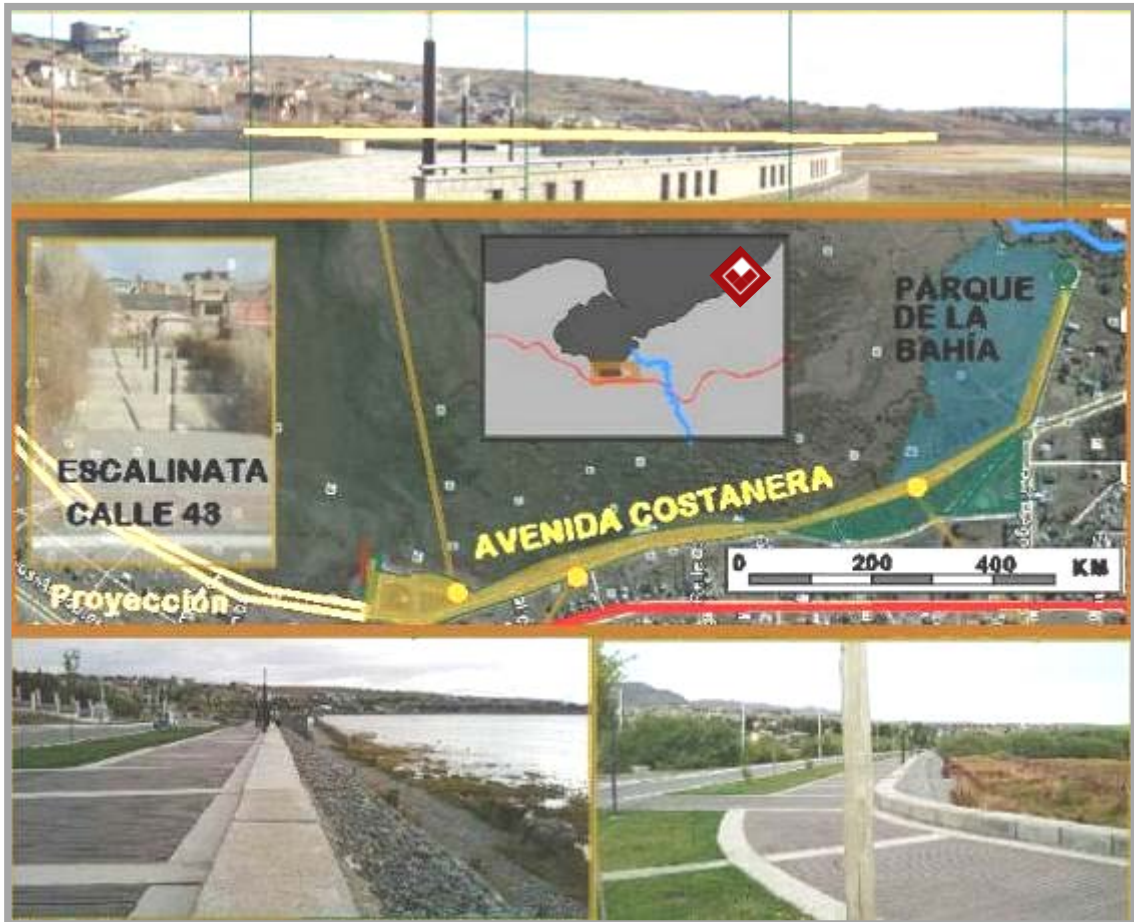 ESCALINATA
CALLE 43
Proyección
AVENIDA COSTANERA
PARQUE
DE LA
BAHÍA
0 200 400 KM